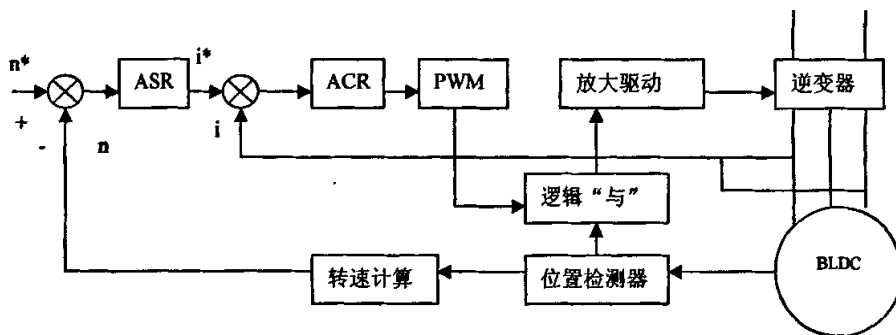 n*
+
-
n
ASR
i*
i
ACR
PWM
放大驱动
逆变器
逻辑“与”
转速计算
位置检测器
BLDC